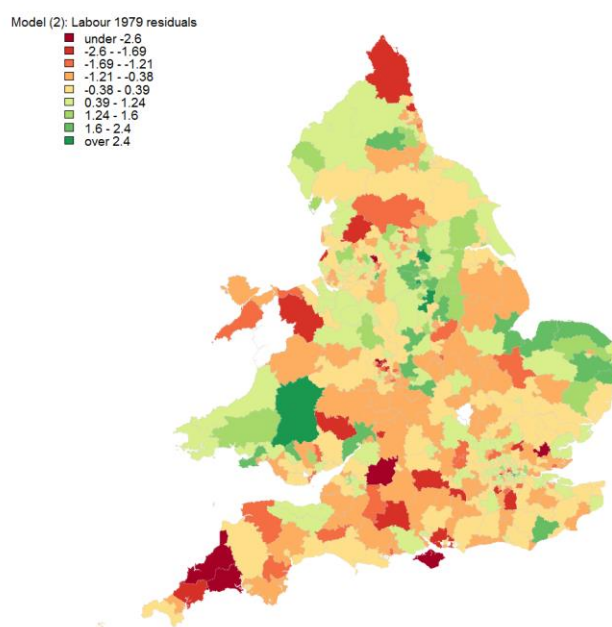 Model (2): Labour 1979 residuals
under -2.6
-2.6 - -1.69
-1.69 - -1.21
-1.21 - -0.38
-0.38 - 0.39
0.39 - 1.24
1.24 - 1.6
1.6 - 2.4
over 2.4